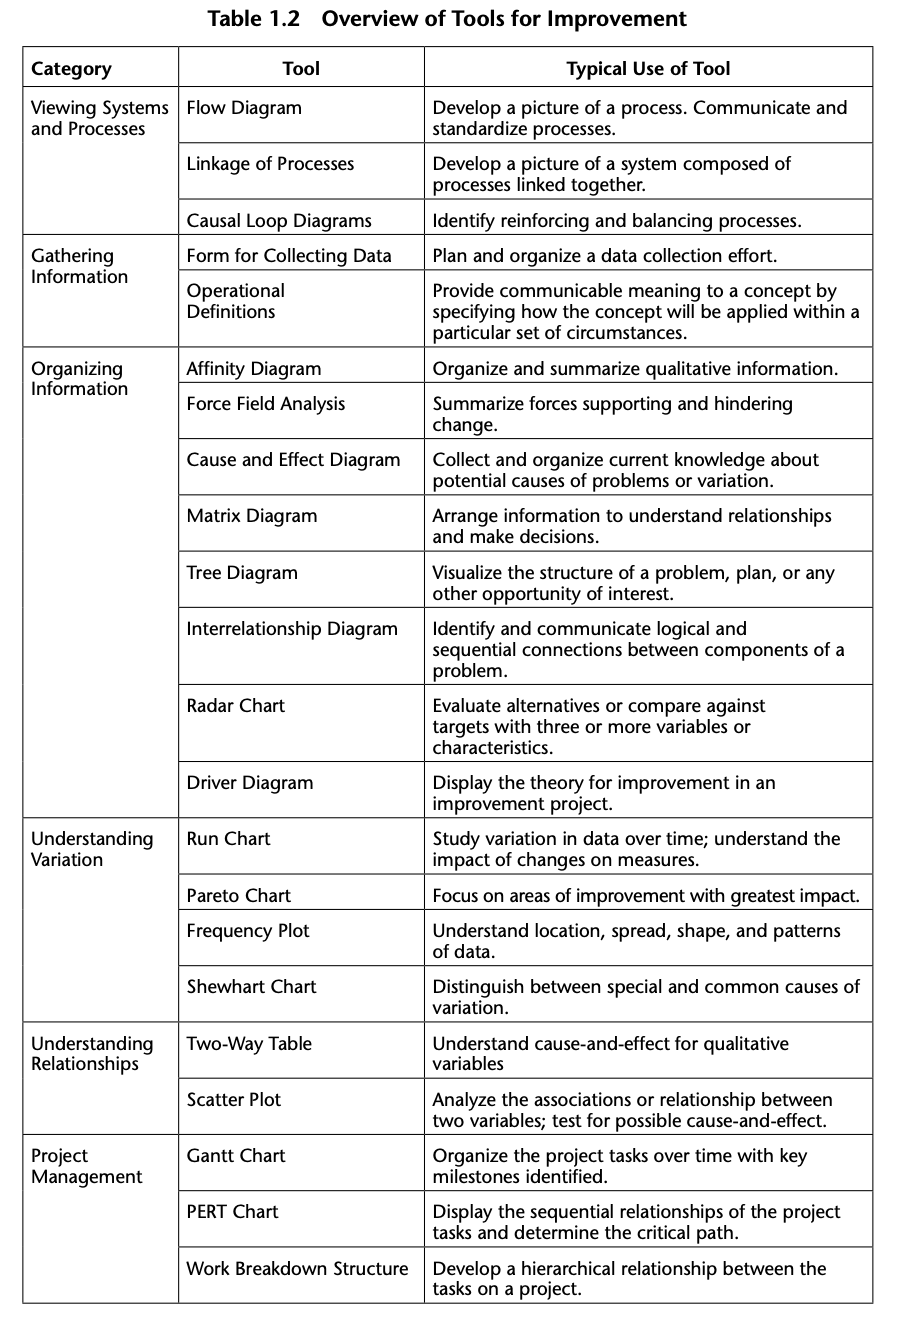 Table 1.2 Overview of Tools for Improvement
Category Tool Typical Use of Tool
Viewing Systems
and Processes
Flow Diagram
Develop a picture of a process. Communicate and
standardize processes.
Linkage of Processes
Develop a picture of a system composed of
processes linked together.
Causal Loop Diagrams
Identify reinforcing and balancing processes.
Gathering
Information
Form for Collecting Data
Plan and organize a data collection effort.
Operational
Definitions
Provide communicable meaning to a concept by
specifying how the concept will be applied within a
particular set of circumstances.
Organizing
Information
Affinity Diagram
Organize and summarize qualitative information.
Force Field Analysis
Summarize forces supporting and hindering
change.
Cause and Effect Diagram
Collect and organize current knowledge about
potential causes of problems or variation.
Matrix Diagram
Arrange information to understand relationships
and make decisions.
Tree Diagram
Visualize the structure of a problem, plan, or any
other opportunity of interest.
Interrelationship Diagram
Identify and communicate logical and
sequential connections between components of a
problem.
Radar Chart
Evaluate alternatives or compare against
targets with three or more variables or
characteristics.
Driver Diagram
Display the theory for improvement in an
improvement project.
Understanding
Variation
Run Chart
Study variation in data over time; understand the
impact of changes on measures.
Pareto Chart
Focus on areas of improvement with greatest impact.
Frequency Plot
Understand location, spread, shape, and patterns
of data.
Shewhart Chart
Distinguish between special and common causes of
variation.
Understanding
Relationships
Two-Way Table
Understand cause-and-effect for qualitative
variables
Scatter Plot
Analyze the associations or relationship between
two variables; test for possible cause-and-effect.
Project
Management
Gantt Chart
Organize the project tasks over time with key
milestones identified.
PERT Chart
Display the sequential relationships of the project
tasks and determine the critical path.
Work Breakdown Structure
Develop a hierarchical relationship between the
tasks on a project.